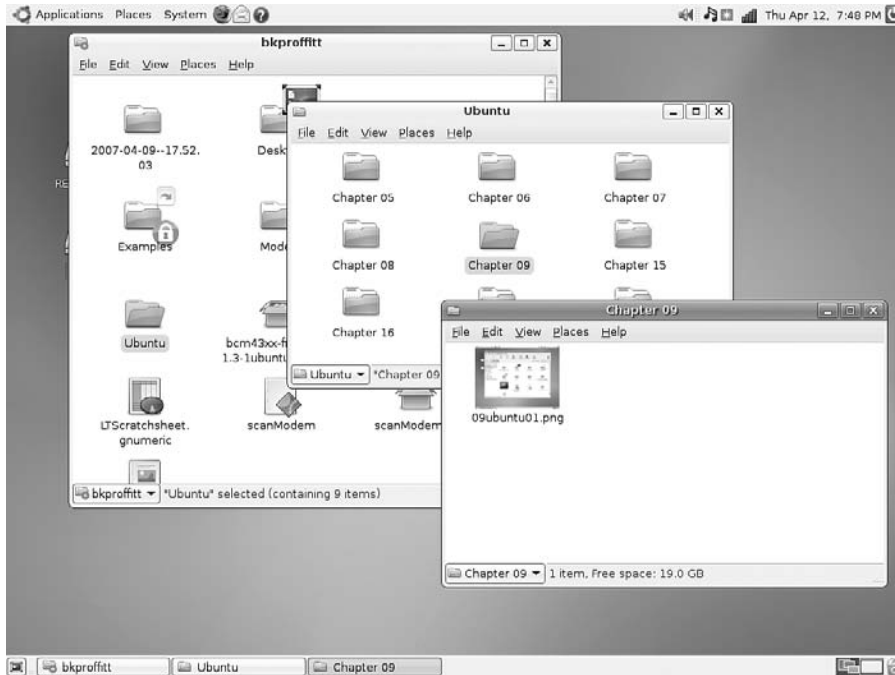 Applications Places System
Thu Apr 12, 7:48 PM
bkproffitt
File Edit View Places Help
2007-04-09--17.52.
03
Examples
Ubuntu
LTScratchsheet.
gnumeric
scanModem
scanModem
bkproffitt
"Ubuntu" selected (containing 9 items)
Ubuntu
File Edit View Places Help
Chapter 05
Chapter 06
Chapter 07
Chapter 08
Chapter 09
Chapter 15
Chapter 16
Ubuntu
"Chapter 09
Chapter 09
File Edit View Places Help
09ubuntu01.png
Chapter 09
1 item, Free space: 19.0 GB
bkproffitt
Ubuntu
Chapter 09